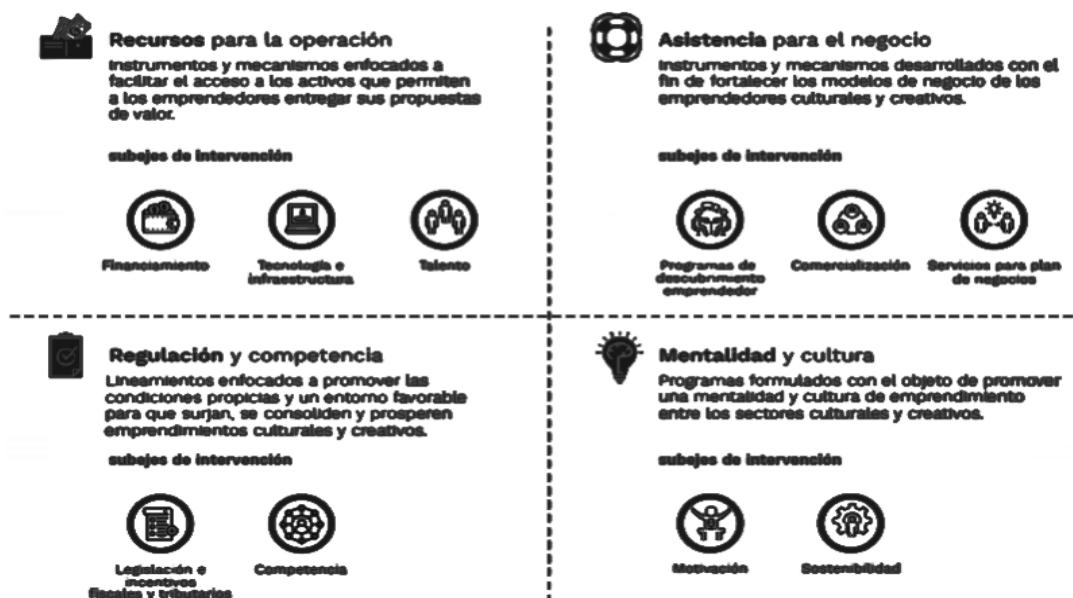 Recursos para la operación
Instrumentos y mecanismos enfocados a
facilitar el acceso a los activos que permiten
a los emprendedores entregar sus propuestas
de valor.
subejes de intervención
Financiamiento
Tecnología e
infraestructura
Talento
Asistencia para el negocio
Instrumentos y mecanismos desarrollados con el
fin de fortalecer los modelos de negocio de los
emprendedores culturales y creativos.
subejes de intervención
Programas de
descubrimiento
emprendedor
Comercialización
Servicios para plan
de negocios
Regulación y competencia
Lineamientos enfocados a promover las
condiciones propicias y un entorno favorable
para que surjan, se consoliden y prosperen
emprendimientos culturales y creativos.
subejes de intervención
Legislación e
incentivos
fiscales y tributarios
Competencia
Mentalidad y cultura
Programas formulados con el objeto de promover
una mentalidad y cultura de emprendimiento
entre los sectores culturales y creativos.
subejes de intervención
Motivación
Sostenibilidad